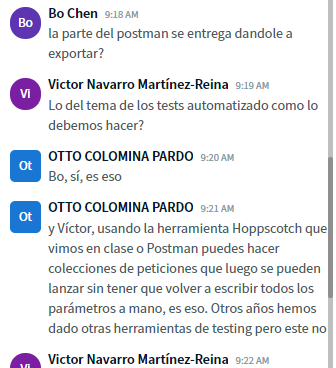 Bo
Bo Chen 9:18 AM
la parte del postman se entrega dandole a
exportar?
Vi
Victor Navarro Martínez-Reina 9:19 AM
Lo del tema de los tests automatizado como lo
debemos hacer?
Ot
OTTO COLOMINA PARDO 9:20 AM
Bo, sí, es eso
Ot
OTTO COLOMINA PARDO 9:21 AM
y Víctor, usando la herramienta Hoppscotch que
vimos en clase o Postman puedes hacer
colecciones de peticiones que luego se pueden
lanzar sin tener que volver a escribir todos los
parámetros a mano, es eso. Otros años hemos
dado otras herramientas de testing pero este no
Vi
Victor Navarro Martínez-Reina 9:22 AM